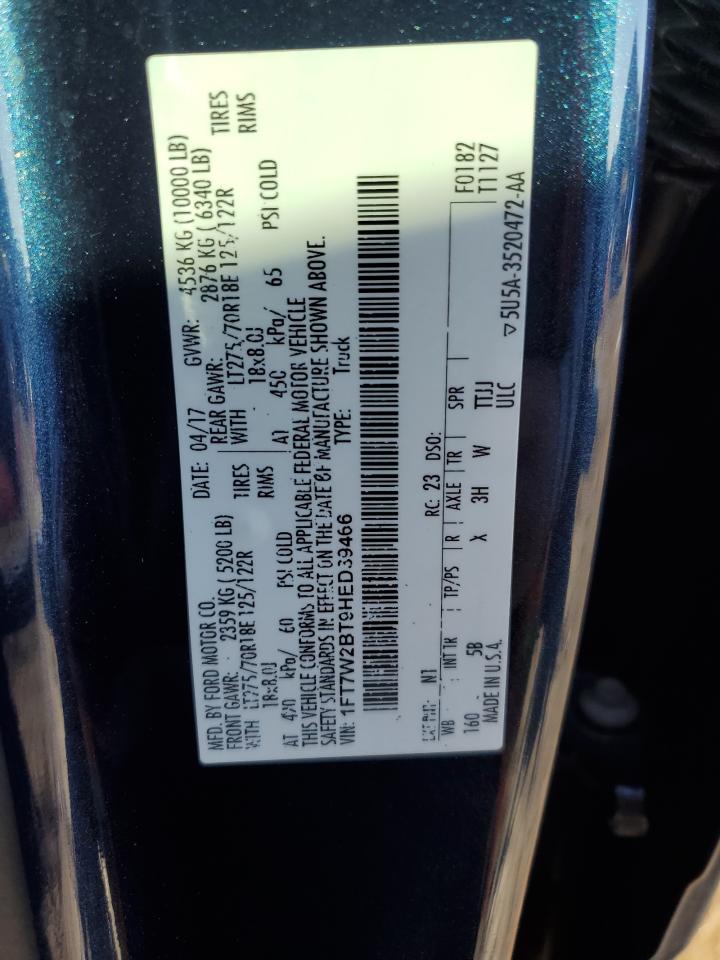 MFD. BY FORD MOTOR CO.
DATE: 04/17 GVWR: 4536 KG (10000 LB)
FRONT GAWR: 2359 KG ( 5200 LB)
REAR GAWR: 2876 KG ( 6340 LB)
WITH LT275/70R18E 125/122R TIRES
WITH LT275/70R18E 125/122R TIRES
18x8.0J RIMS
18x8.0J RIMS
AT 420 kPa/ 60 PSI COLD
AT 450 kPa/ 65 PSI COLD
THIS VEHICLE CONFORMS TO ALL APPLICABLE FEDERAL MOTOR VEHICLE
SAFETY STANDARDS IN EFFECT ON THE DATE OF MANUFACTURE SHOWN ABOVE.
VIN: 1FT7W2BT9HED39466 TYPE: Truck
F0182
T1127
EXT PNT: N1 RC: 23 DSO:
WB INT TR TP/PS R AXLE TR SPR
160 5B X 3H W TTJJ
ULC
MADE IN U.S.A.
▽5U5A-3520472-AA